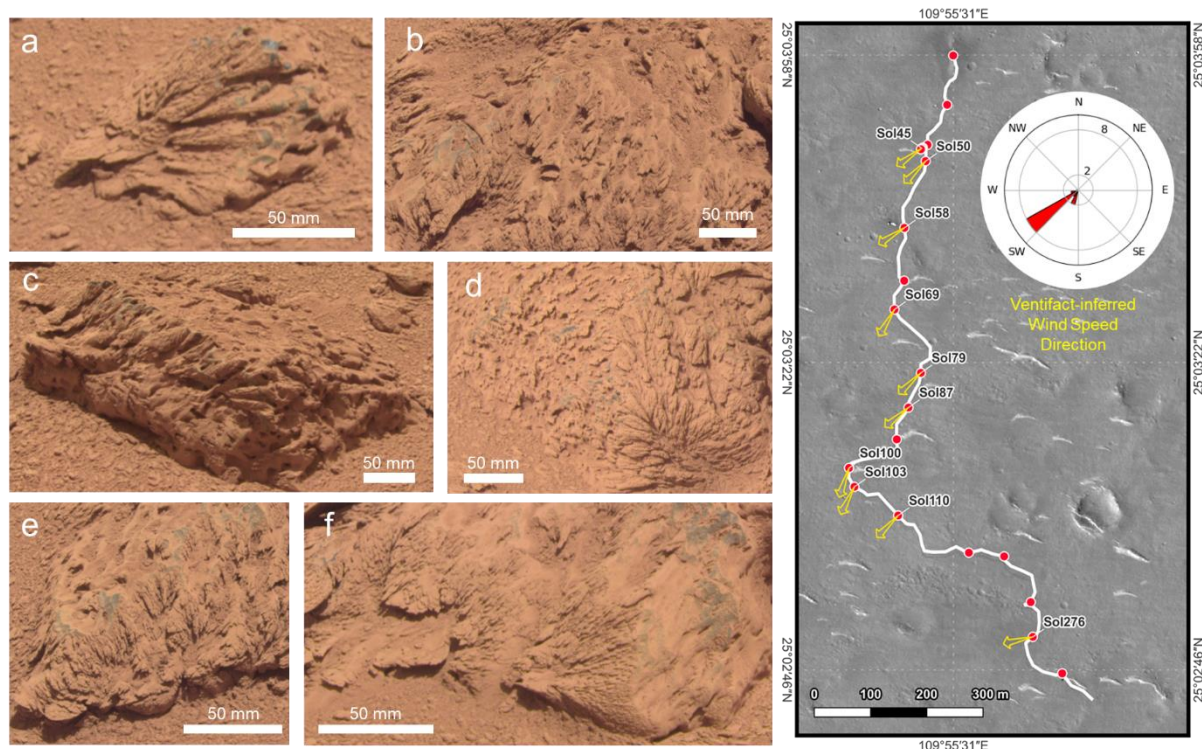 a
50 mm
b
50 mm
c
50 mm
d
50 mm
e
50 mm
f
50 mm
109°55'31"E
25°03'58"N
25°03'58"N
25°03'22"N
25°03'22"N
25°02'46"N
25°02'46"N
109°55'31"E
Sol45
Sol50
Sol58
Sol69
Sol79
Sol87
Sol100
Sol103
Sol110
Sol276
N
NE
E
SE
S
SW
W
NW
8
2
Ventifact-inferred
Wind Speed
Direction
0 100 200 300 m